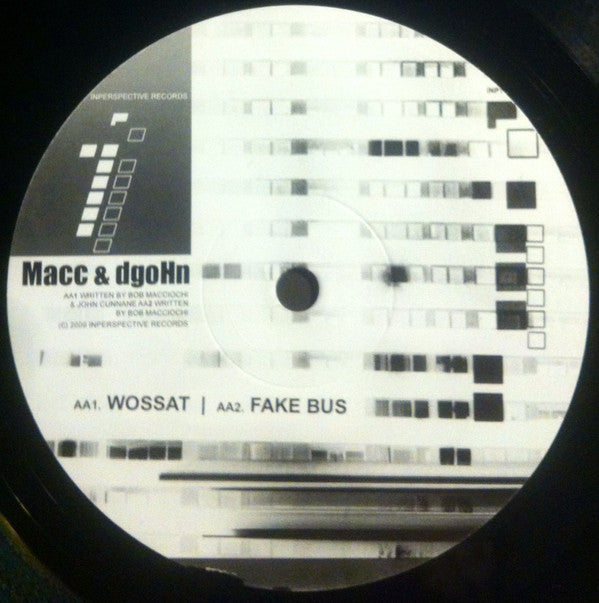 INPERSPECTIVE RECORDS
INP
Macc & dgoHn
AA1 WRITTEN BY BOB MACCIOCHI
& JOHN CUNNANE AA2 WRITTEN
BY BOB MACCIOCHI
(C) 2009 INPERSPECTIVE RECORDS
AA1. WOSSAT | AA2. FAKE BUS